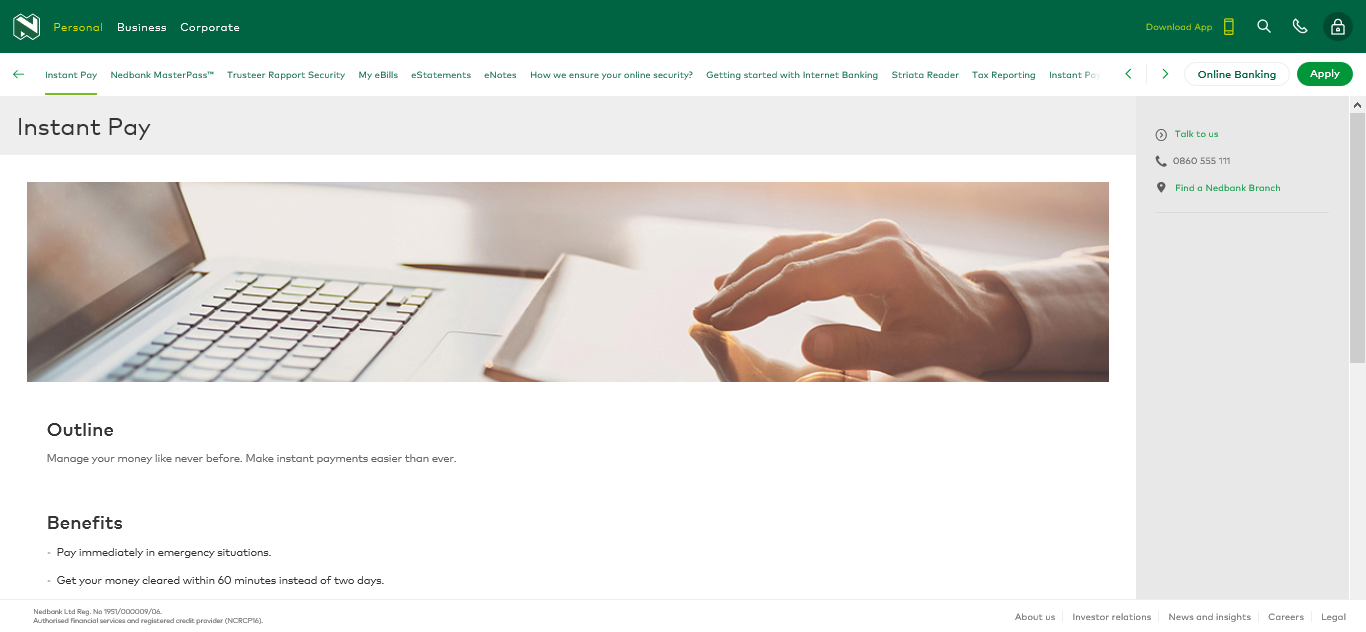 Personal Business Corporate
Download App
Instant Pay Nedbank MasterPass™ Trusteer Rapport Security My eBills eStatements eNotes How we ensure your online security? Getting started with Internet Banking Striata Reader Tax Reporting Instant Pay
Online Banking Apply
Instant Pay
Talk to us
0860 555 111
Find a Nedbank Branch
Outline
Manage your money like never before. Make instant payments easier than ever.
Benefits
- Pay immediately in emergency situations.
- Get your money cleared within 60 minutes instead of two days.
Nedbank Ltd Reg. No 1951/000009/06.
Authorised financial services and registered credit provider (NCRCP16).
About us Investor relations News and insights Careers Legal